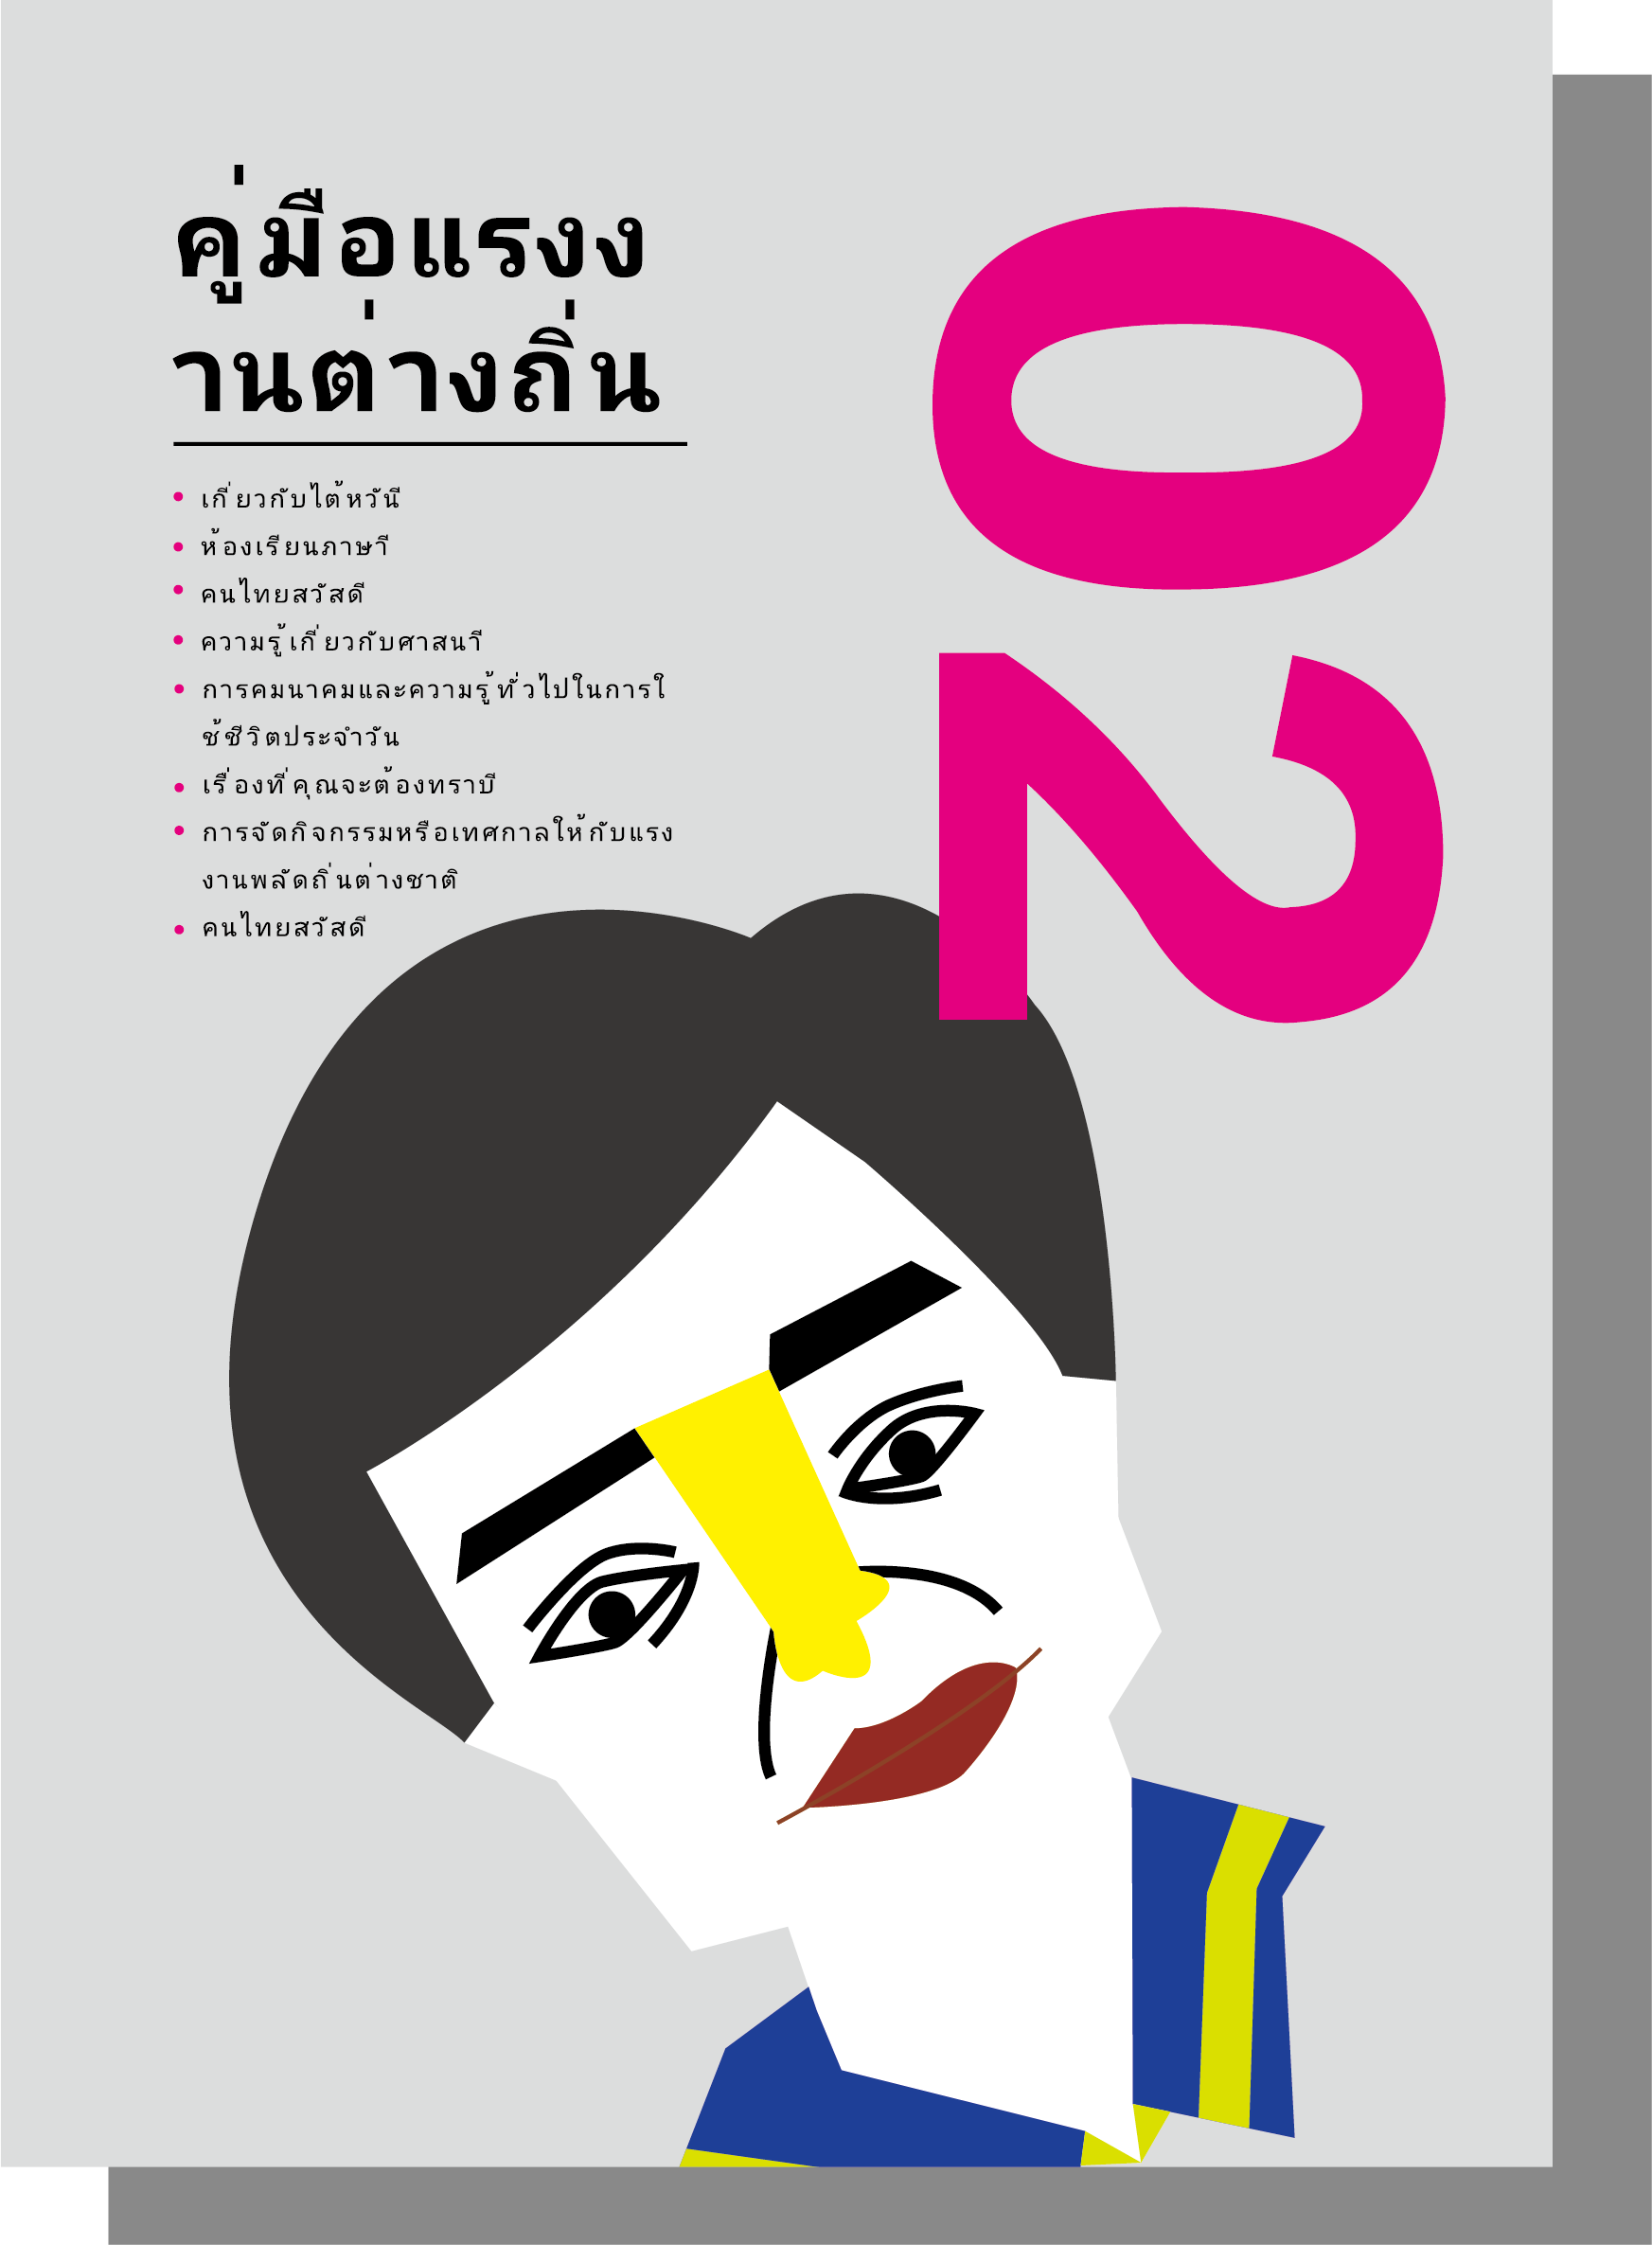 คู่มือแรงง
านต่างถิ่น
เกี่ยวกับไต้หวันี
ห้องเรียนภาษาี
คนไทยสวัสดี
ความรู้เกี่ยวกับศาสนาี
การคมนาคมและความรู้ทั่วไปในการใ
ช้ชีวิตประจำวัน
เรื่องที่คุณจะต้องทราบี
การจัดกิจกรรมหรือเทศกาลให้กับแรง
งานพลัดถิ่นต่างชาติ
คนไทยสวัสดี
02